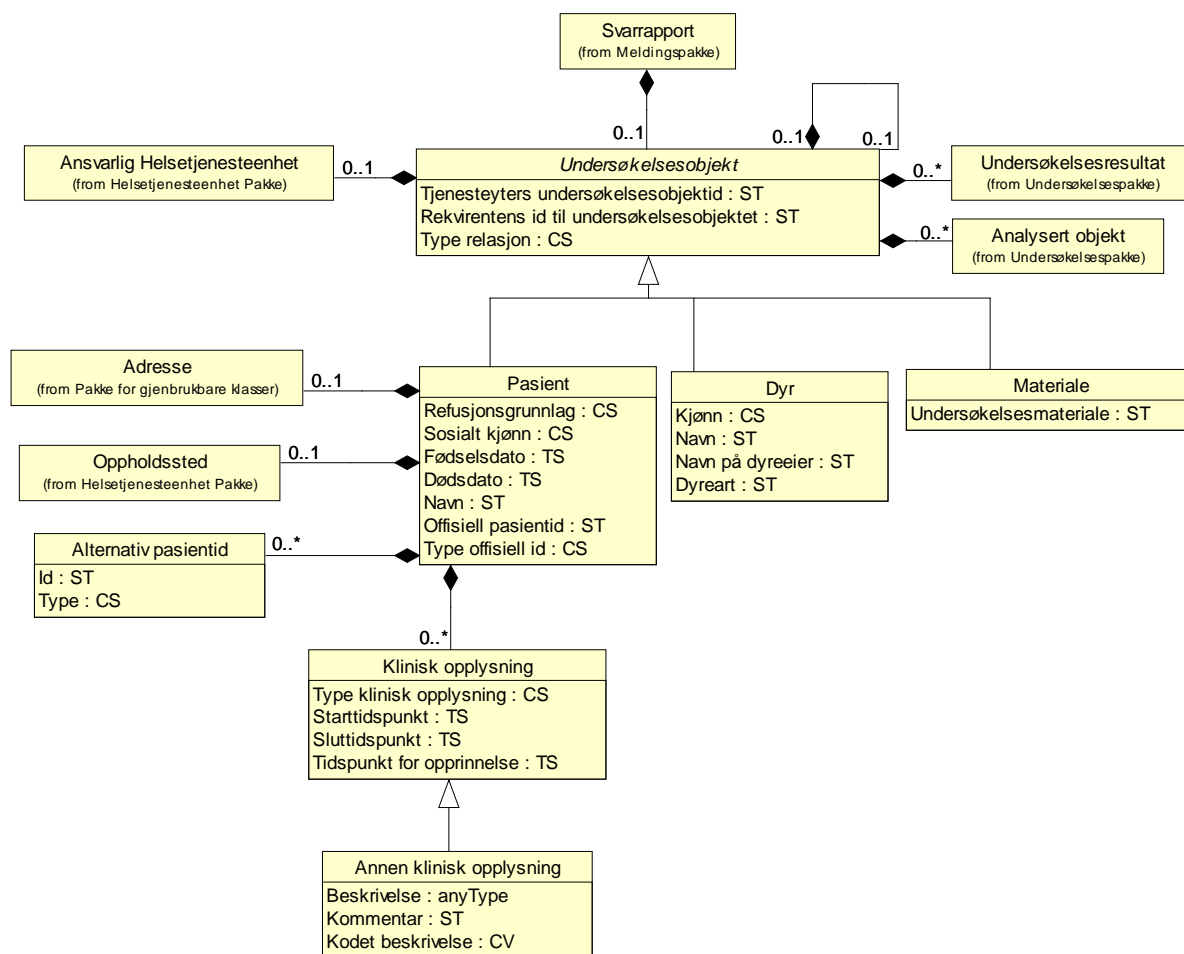 Svarrapport
(from Meldingspakke)
0..1
0..1
0..1
Ansvarlig Helsetjenesteenhet
(from Helsetjenesteenhet Pakke)
0..1
Undersøkelsesobjekt
Tjenesteyters undersøkelsesobjektid : ST
Rekvirentens id til undersøkelsesobjektet : ST
Type relasjon : CS
0..*
Undersøkelsesresultat
(from Undersøkelsespakke)
0..*
Analysert objekt
(from Undersøkelsespakke)
Adresse
(from Pakke for gjenbrukbare klasser)
0..1
Oppholdssted
(from Helsetjenesteenhet Pakke)
0..1
Alternativ pasientid
Id : ST
Type : CS
0..*
Pasient
Refusjonsgrunnlag : CS
Sosialt kjønn : CS
Fødselsdato : TS
Dødsdato : TS
Navn : ST
Offisiell pasientid : ST
Type offisiell id : CS
Dyr
Kjønn : CS
Navn : ST
Navn på dyreeier : ST
Dyreart : ST
Materiale
Undersøkelsesmateriale : ST
0..*
Klinisk opplysning
Type klinisk opplysning : CS
Starttidspunkt : TS
Sluttidspunkt : TS
Tidspunkt for opprinnelse : TS
Annen klinisk opplysning
Beskrivelse : anyType
Kommentar : ST
Kodet beskrivelse : CV